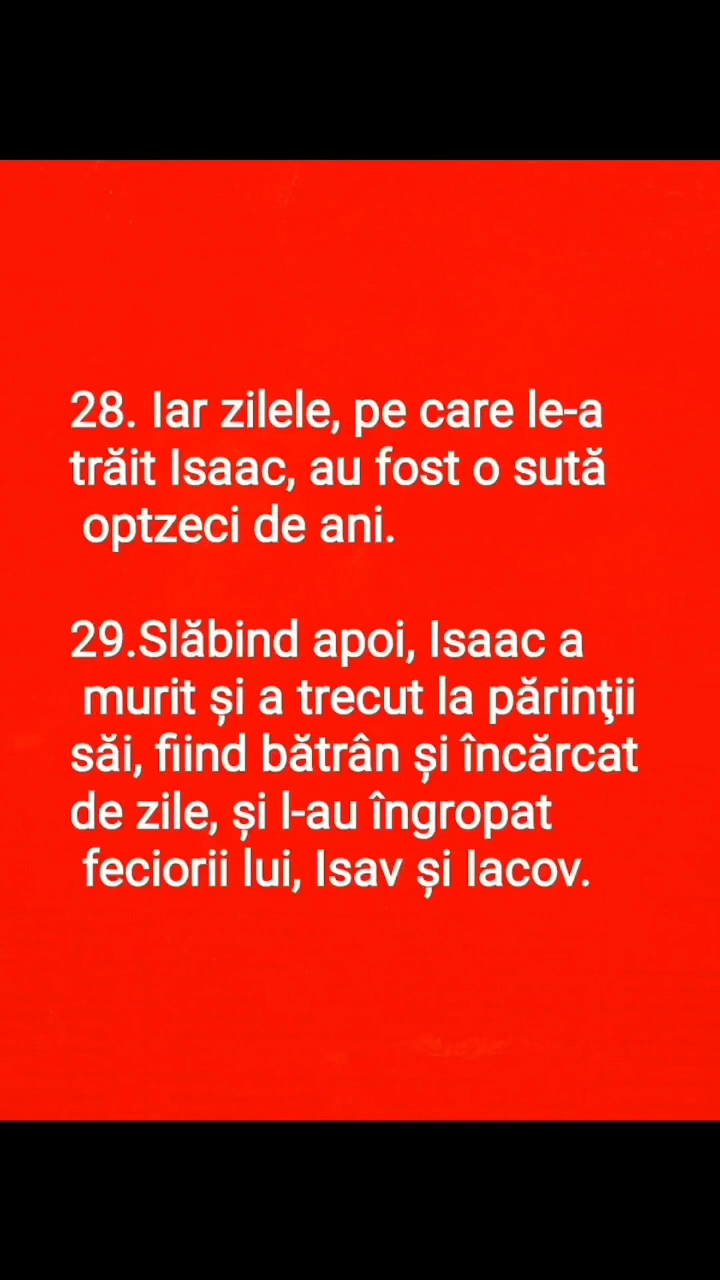 28. Iar zilele, pe care le-a
trăit Isaac, au fost o sută
optzeci de ani.
29.Slăbind apoi, Isaac a
murit și a trecut la părinţii
săi, fiind bătrân și încărcat
de zile, și l-au îngropat
feciorii lui, Isav și Iacov.